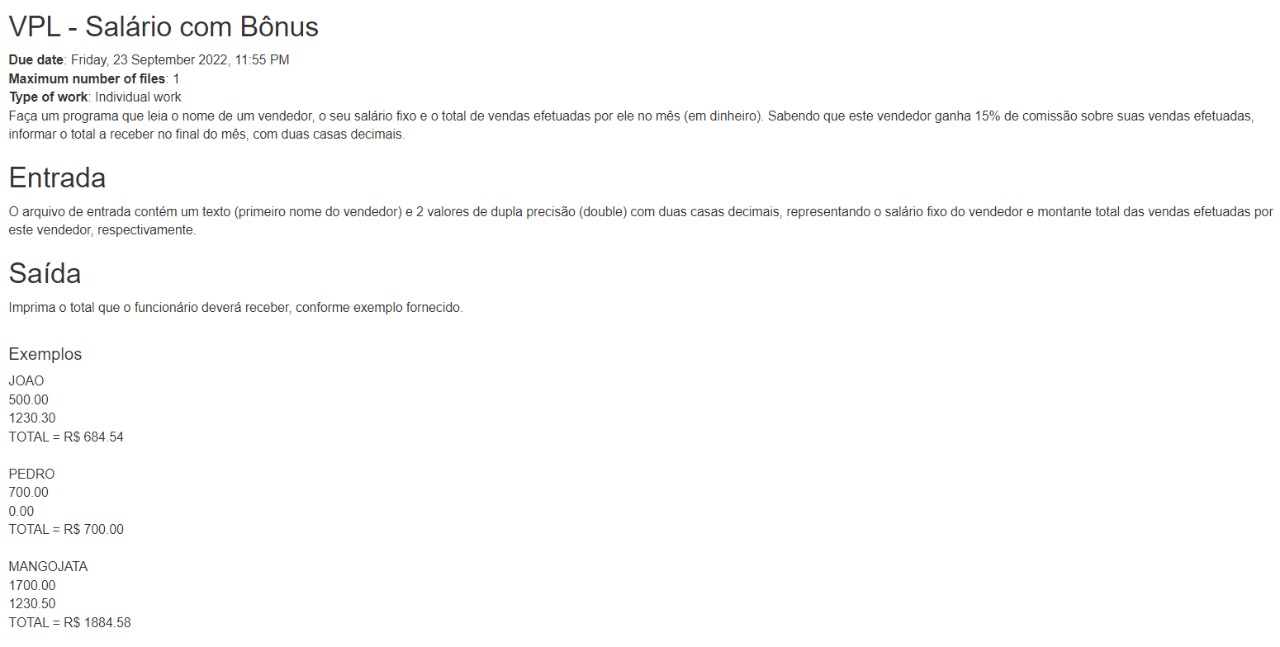 VPL - Salário com Bônus
Due date: Friday, 23 September 2022, 11:55 PM
Maximum number of files: 1
Type of work: Individual work
Faça um programa que leia o nome de um vendedor, o seu salário fixo e o total de vendas efetuadas por ele no mês (em dinheiro). Sabendo que este vendedor ganha 15% de comissão sobre suas vendas efetuadas,
informar o total a receber no final do mês, com duas casas decimais.
Entrada
O arquivo de entrada contém um texto (primeiro nome do vendedor) e 2 valores de dupla precisão (double) com duas casas decimais, representando o salário fixo do vendedor e montante total das vendas efetuadas por
este vendedor, respectivamente.
Saída
Imprima o total que o funcionário deverá receber, conforme exemplo fornecido.
Exemplos
JOAO
500.00
1230.30
TOTAL = R$ 684.54
PEDRO
700.00
0.00
TOTAL = R$ 700.00
MANGOJATA
1700.00
1230.50
TOTAL = R$ 1884.58